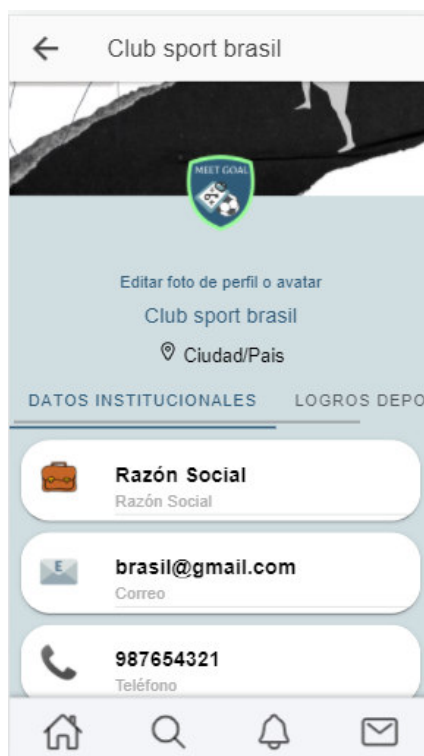 Club sport brasil
MEET GOAL
Editar foto de perfil o avatar
Club sport brasil
Ciudad/Pais
DATOS INSTITUCIONALES LOGROS DEPO
Razón Social
Razón Social
E
brasil@gmail.com
Correo
987654321
Teléfono